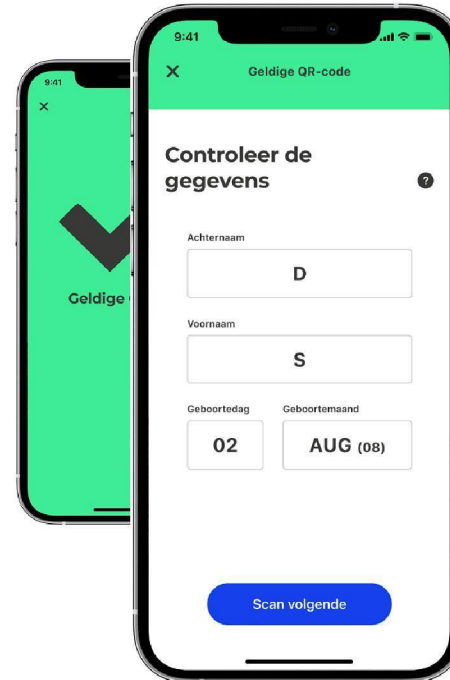 9:41
Geldige
9:41
Geldige QR-code
Controleer de
gegevens
?
Achternaam
D
Voornaam
S
Geboortedag
Geboortemaand
02
AUG (08)
Scan volgende